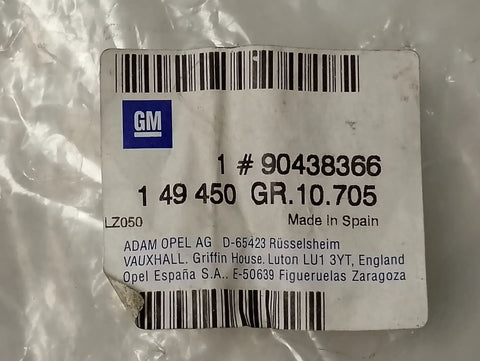 GM
1 # 90438366
1 49 450 GR.10.705
LZ050 Made In Spain
ADAM OPEL AG D-65423 Rüsselsheim
VAUXHALL. Griffin House. Luton LU1 3YT, England
Opel España S.A.. E-50639 Figueruelas Zaragoza